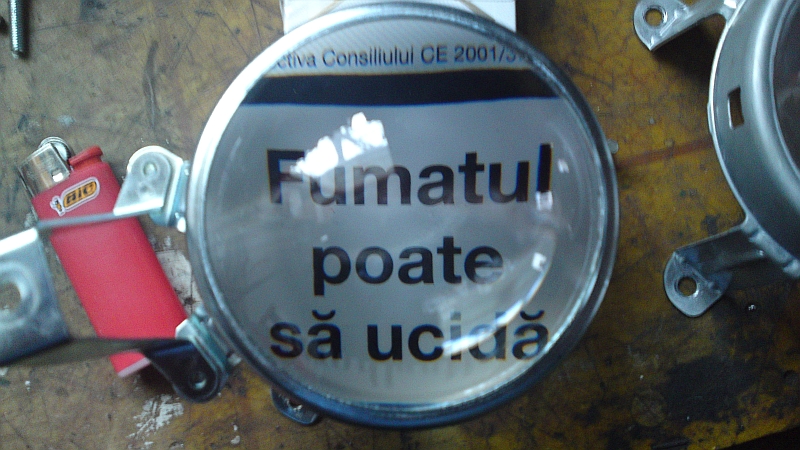 ctiva Consiliului CE 2001/3
Fumatul
poate
să ucidă
BIC